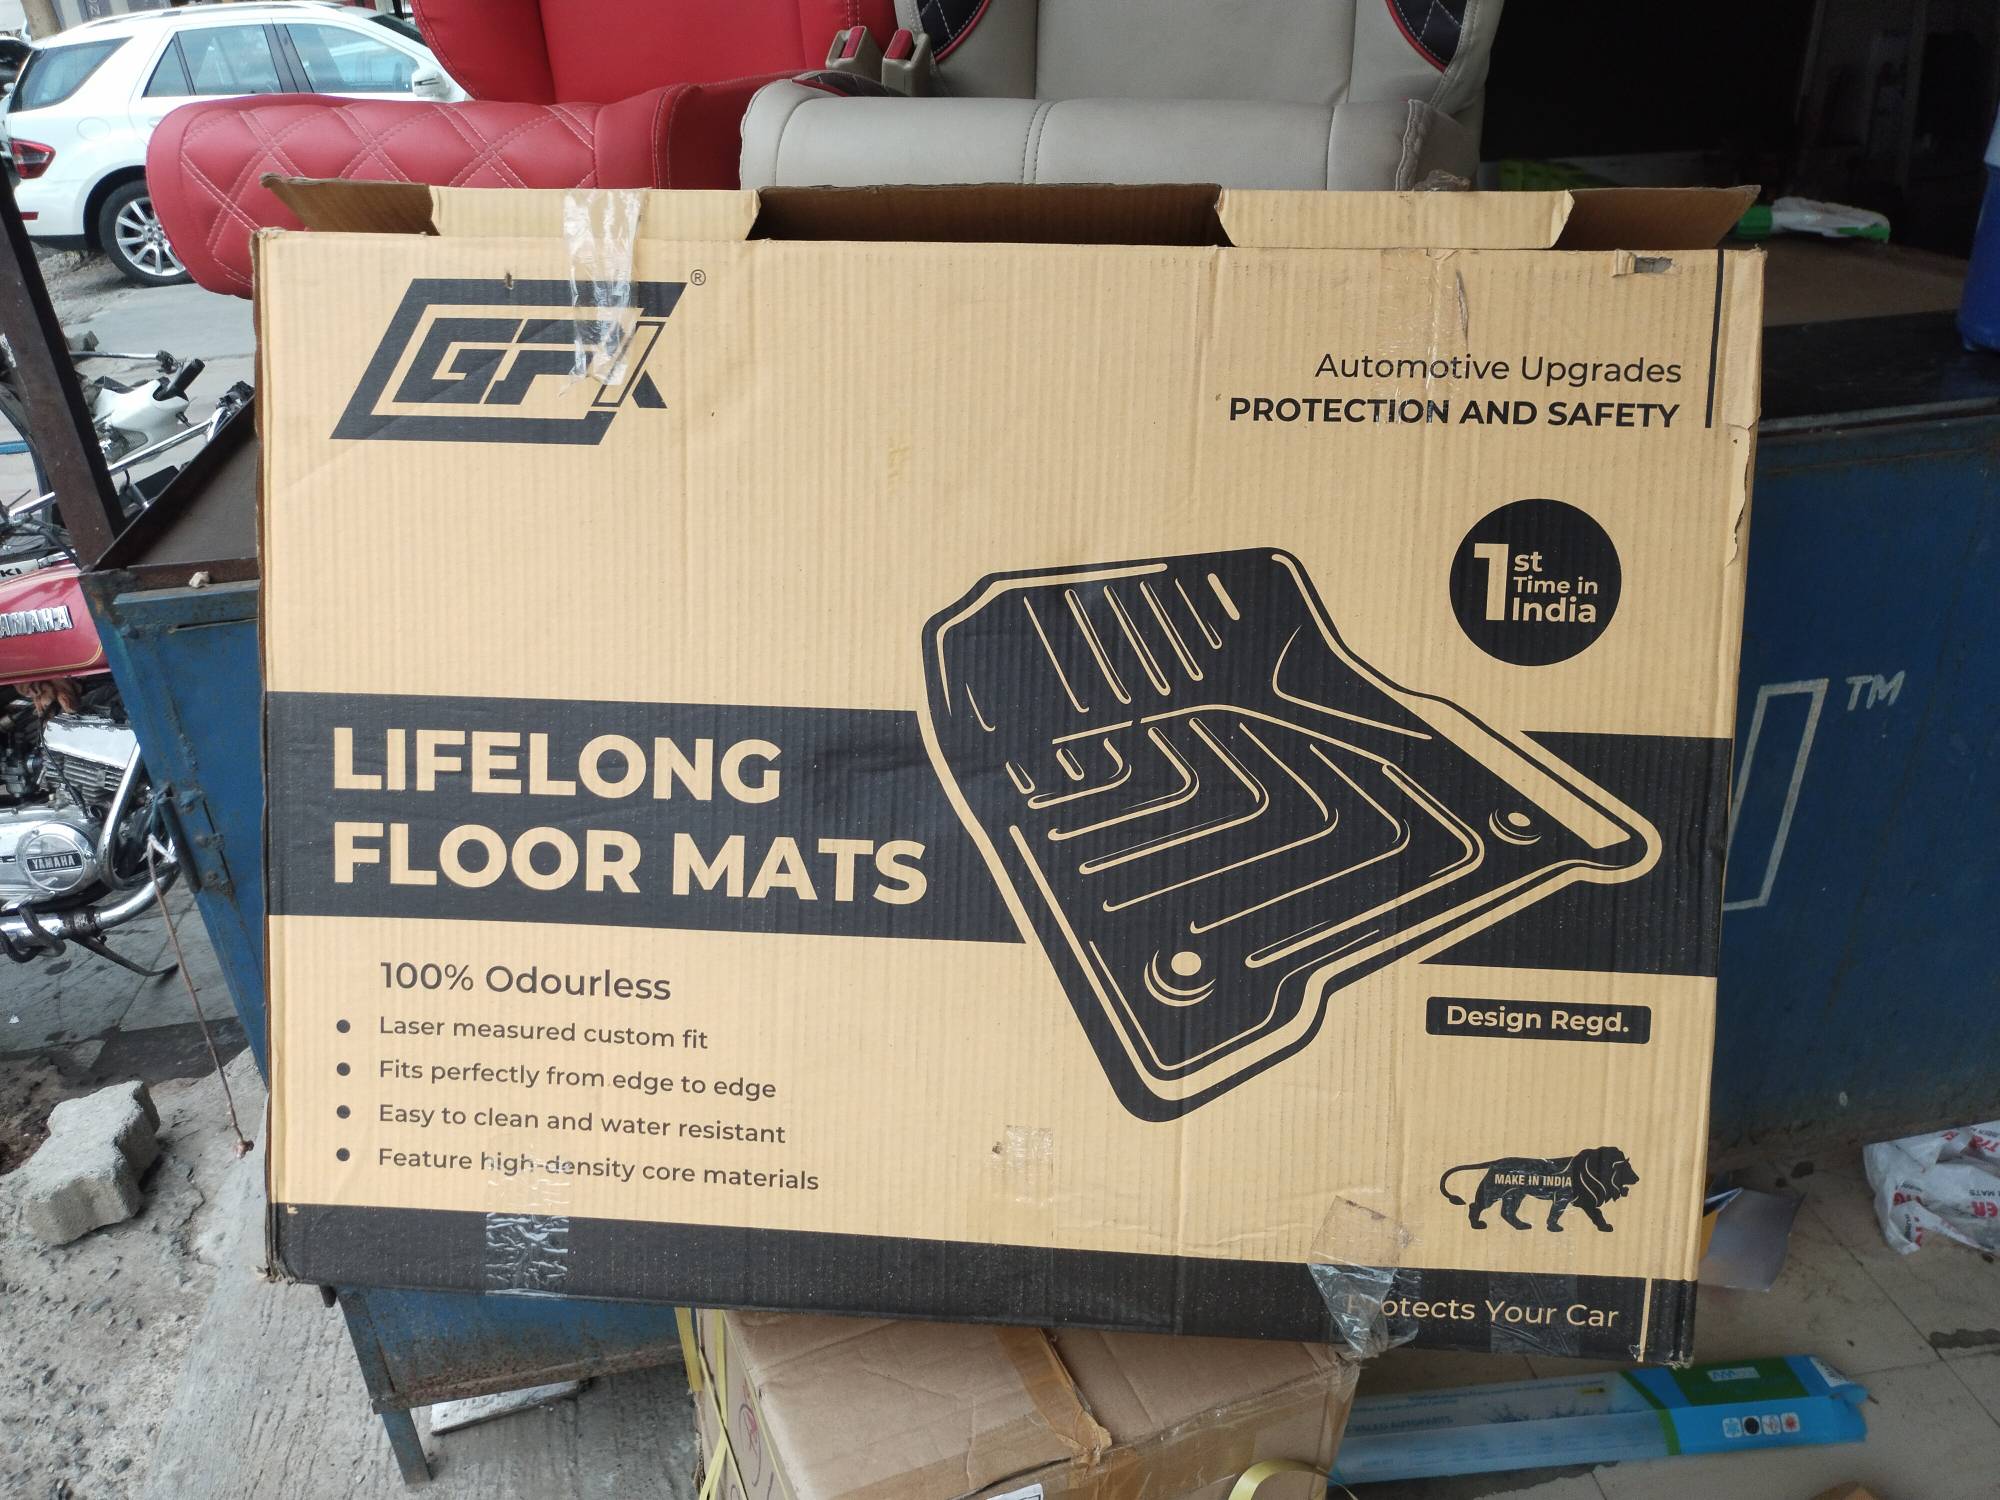 GFX
®
Automotive Upgrades
PROTECTION AND SAFETY
1st
Time in
India
LIFELONG
FLOOR MATS
100% Odourless
Laser measured custom fit
Fits perfectly from edge to edge
Easy to clean and water resistant
Feature high-density core materials
Design Regd.
MAKE IN INDIA
Protects Your Car
TM
YAMAHA
YAMAHA